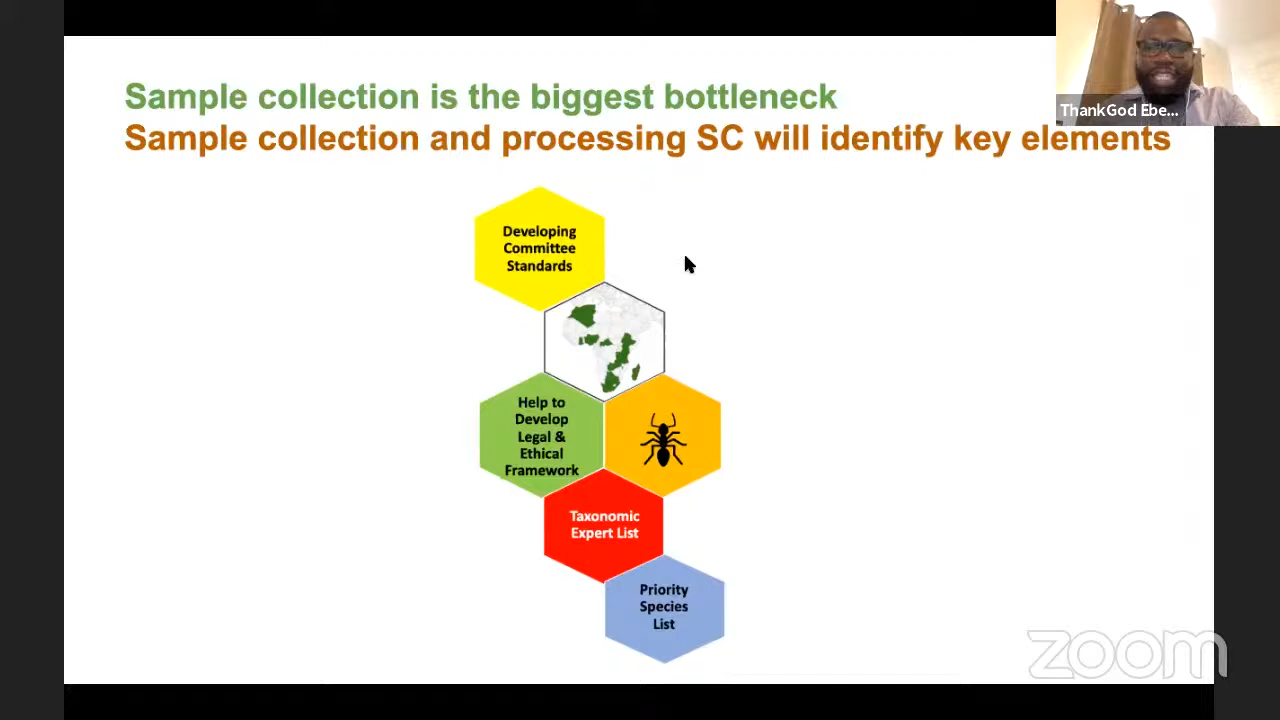 Sample collection is the biggest bottleneck
ThankGod Ebe...
Sample collection and processing SC will identify key elements
Developing
Committee
Standards
Help to
Develop
Legal &
Ethical
Framework
Taxonomic
Expert List
Priority
Species
List
zoom